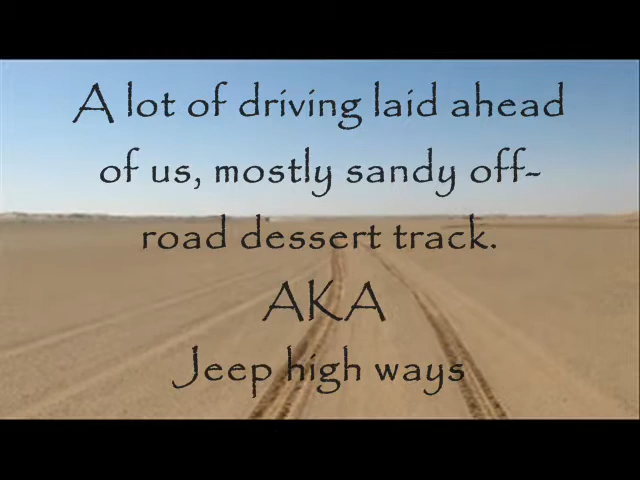 A lot of driving laid ahead
of us, mostly sandy off-
road dessert track.
AKA
Jeep high ways